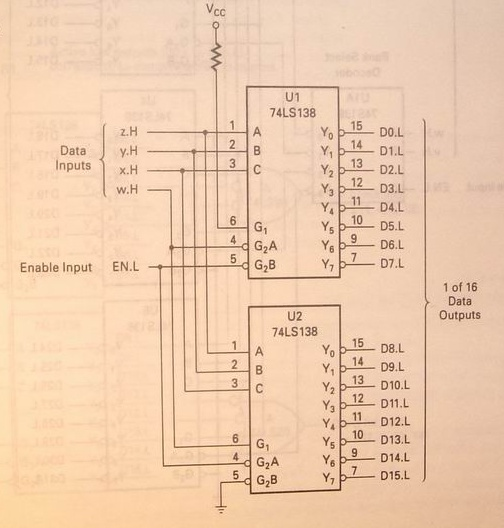 VCC
U1
74LS138
z.H 1 A Y0 15 D0.L
y.H 2 B Y1 14 D1.L
Data Inputs
x.H 3 C Y2 13 D2.L
w.H Y3 12 D3.L
Y4 11 D4.L
6 G1 Y5 10 D5.L
4 G2A Y6 9 D6.L
Enable Input EN.L 5 G2B Y7 7 D7.L
1 of 16
Data
Outputs
U2
74LS138
1 A Y0 15 D8.L
2 B Y1 14 D9.L
3 C Y2 13 D10.L
Y3 12 D11.L
Y4 11 D12.L
6 G1 Y5 10 D13.L
4 G2A Y6 9 D14.L
5 G2B Y7 7 D15.L